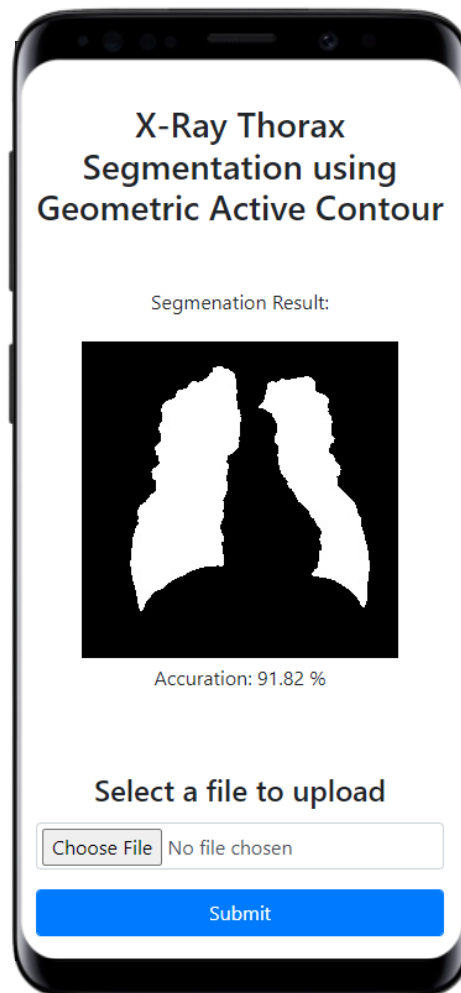 X-Ray Thorax
Segmentation using
Geometric Active Contour
Segmenation Result:
Accuration: 91.82 %
Select a file to upload
Choose File No file chosen
Submit